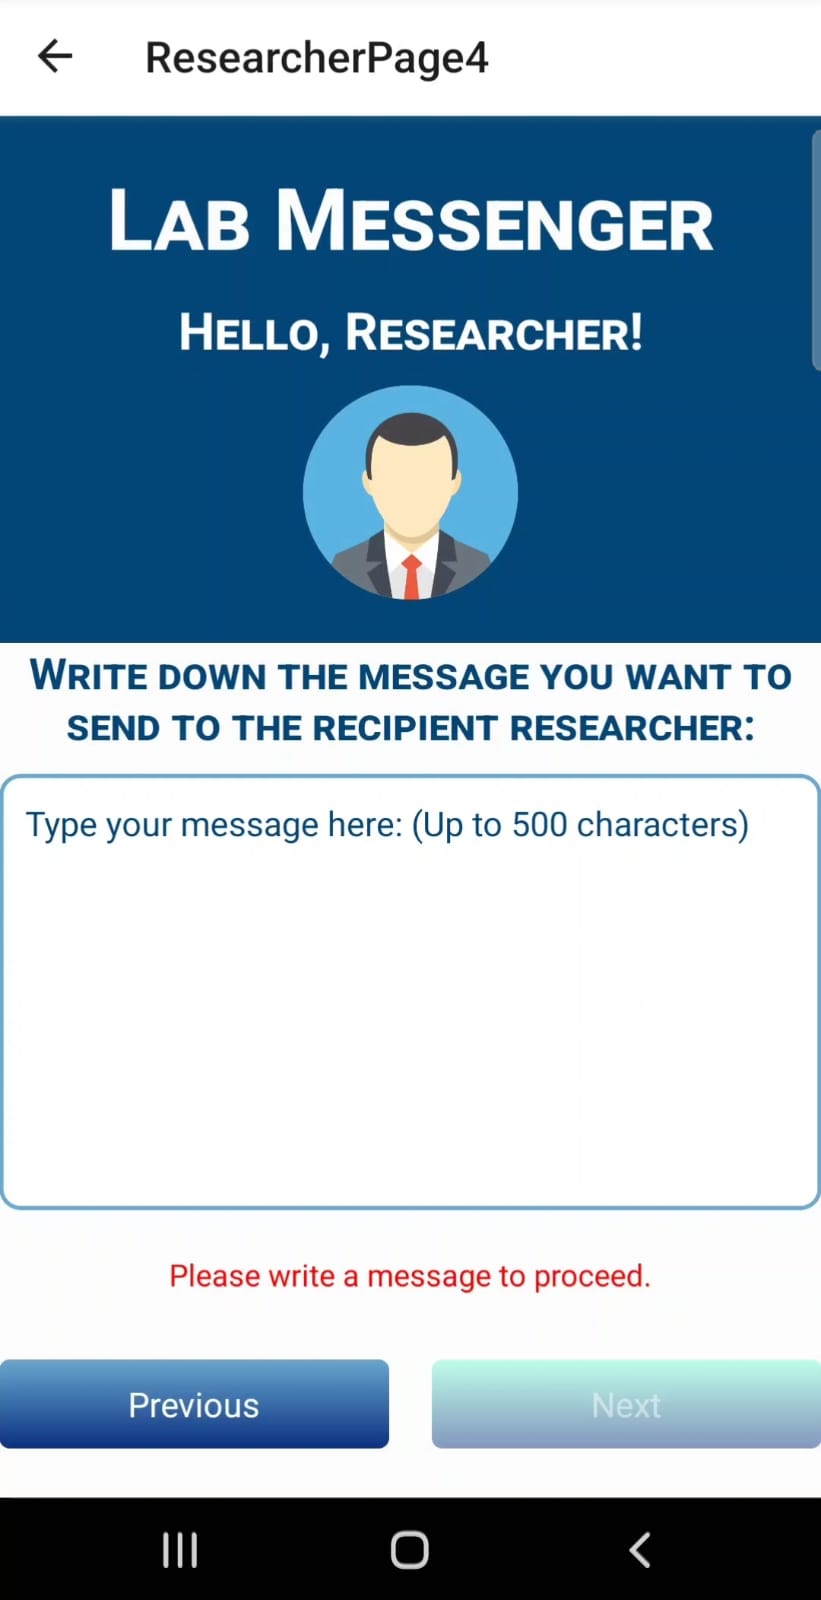 ResearcherPage4
Lab Messenger
Hello, Researcher!
Write down the message you want to
send to the recipient researcher:
Type your message here: (Up to 500 characters)
Please write a message to proceed.
Previous
Next